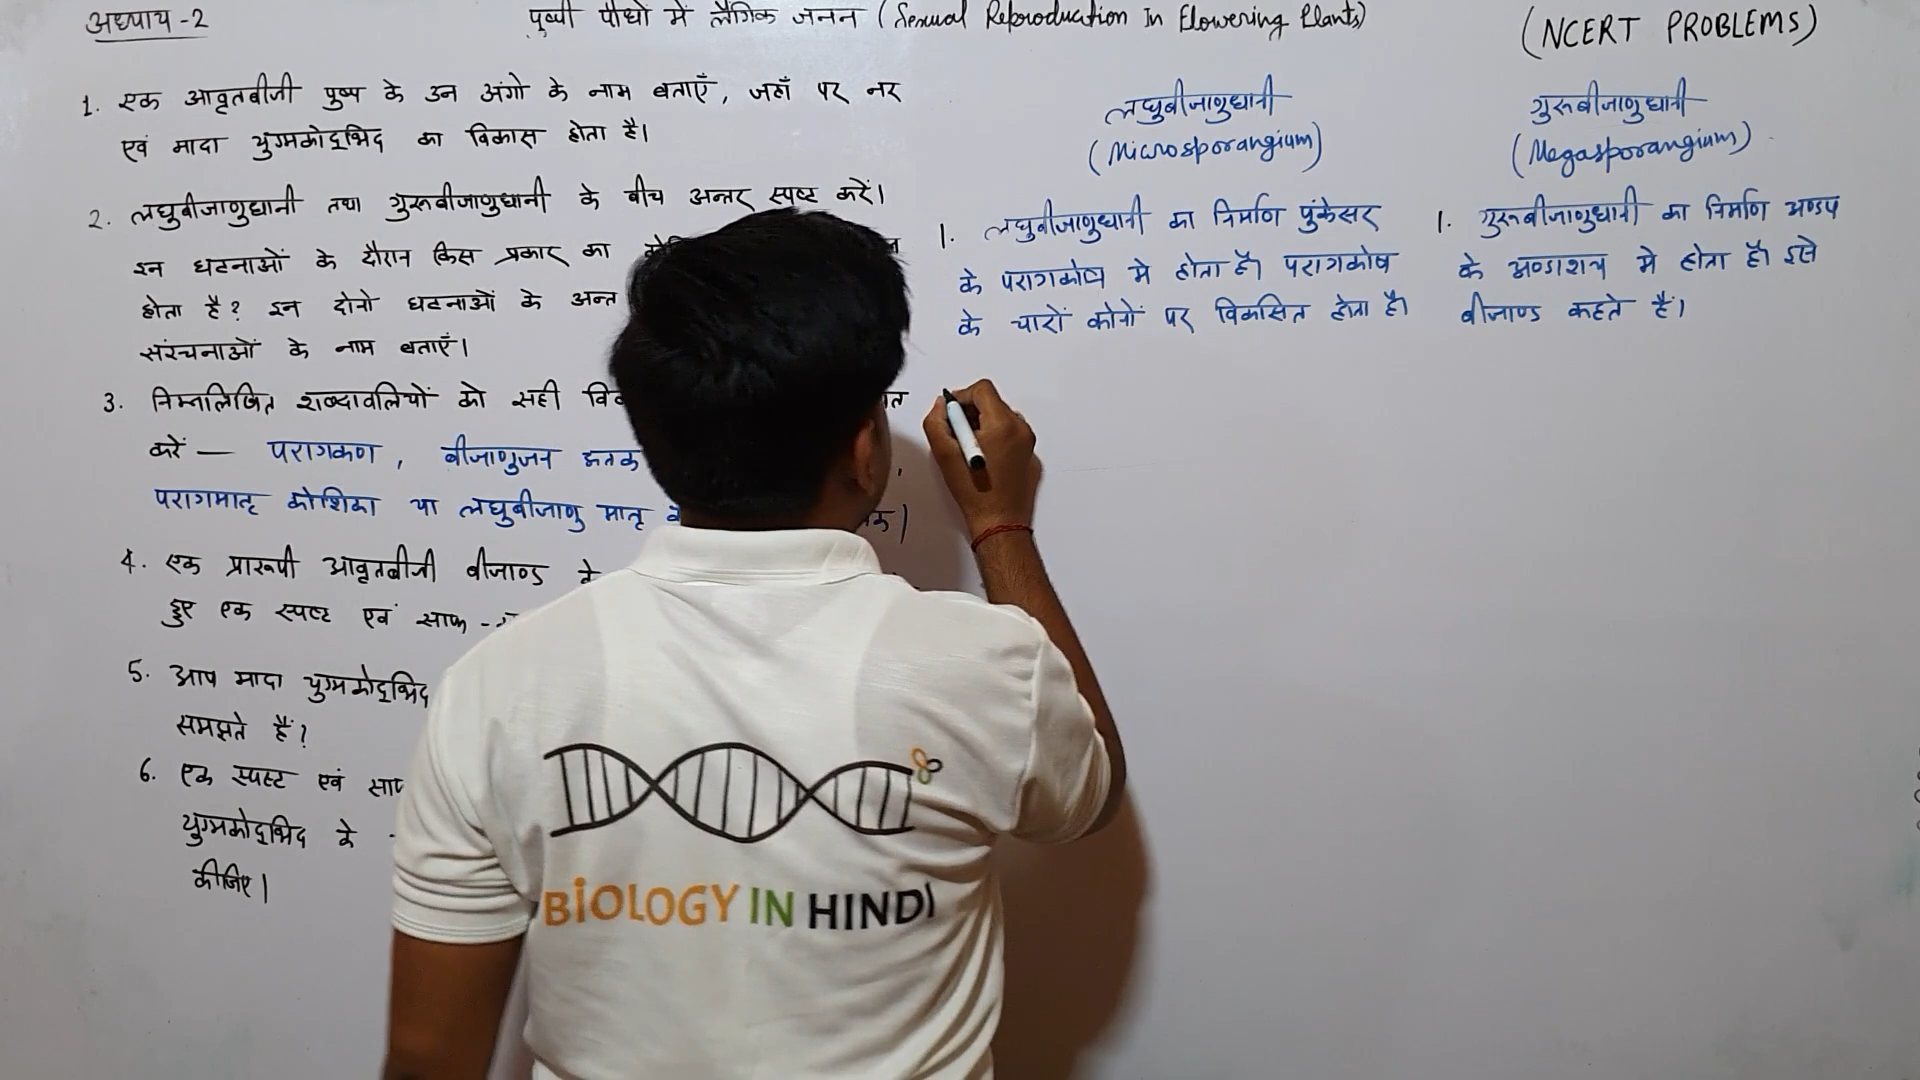 अध्याय -2
पुष्पी पौधों में लैंगिक जनन ( Sexual Reproduction In Flowering Plants)
(NCERT PROBLEMS)
1. एक आवृतबीजी पुष्प के उन अंगो के नाम बताएँ, जहाँ पर नर
एवं मादा युग्मकोद्भिद का विकास होता है।
2. लघुबीजाणुधानी तथा गुरूबीजाणुधानी के बीच अन्तर स्पष्ट करें।
इन घटनाओं के दौरान किस प्रकार का
होता है? इन दोनो घटनाओं के अन्त
संरचनाओं के नाम बताएँ।
3. निम्नलिखित शब्दावलियों को सही
करें — परागकण, बीजाणुजन उतक
परागमातृ कोशिका या लघुबीजाणु मातृ
4. एक प्रारूपी आवृतबीजी बीजाण्ड के
हुए एक स्पष्ट एवं साफ -
5. आप मादा युग्मकोद्भिद
समझते हैं?
6. एक स्पष्ट एवं साफ
युग्मकोद्भिद के
कीजिए।
लघुबीजाणुधानी
(Microsporangium)
1. लघुबीजाणुधानी का निर्माण पुंकेसर
के परागकोष मे होता है। परागकोष
के चारों कोनों पर विकसित होता है।
गुरूबीजाणुधानी
(Megasporangium)
1. गुरूबीजाणुधानी का निर्माण अण्डप
के अण्डाशय मे होता है। इसे
बीजाण्ड कहते हैं।
BiOLOGY IN HINDI